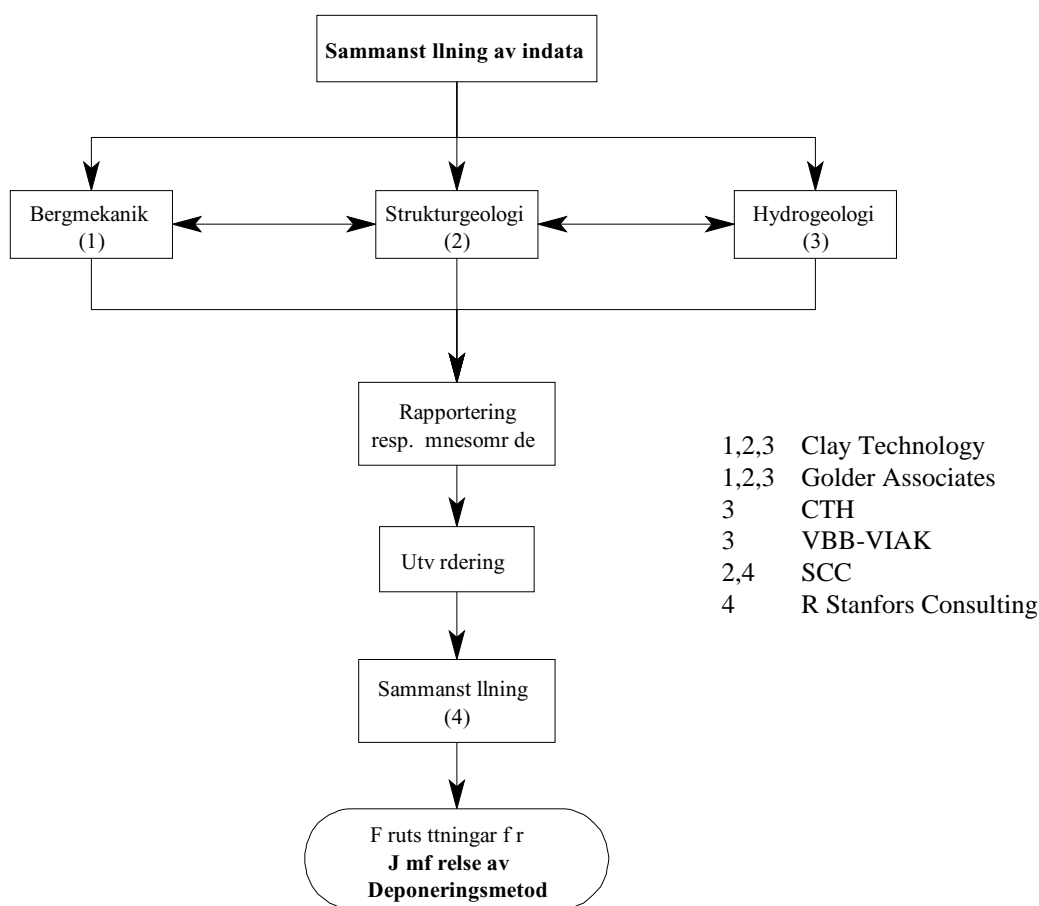 Sammanst llning av indata
Bergmekanik
(1)
Strukturgeologi
(2)
Hydrogeologi
(3)
Rapportering
resp. mnesomr de
1,2,3 Clay Technology
1,2,3 Golder Associates
3 CTH
3 VBB-VIAK
2,4 SCC
4 R Stanfors Consulting
Utv rdering
Sammanst llning
(4)
F ruts ttningar f r
J mf relse av
Deponeringsmetod